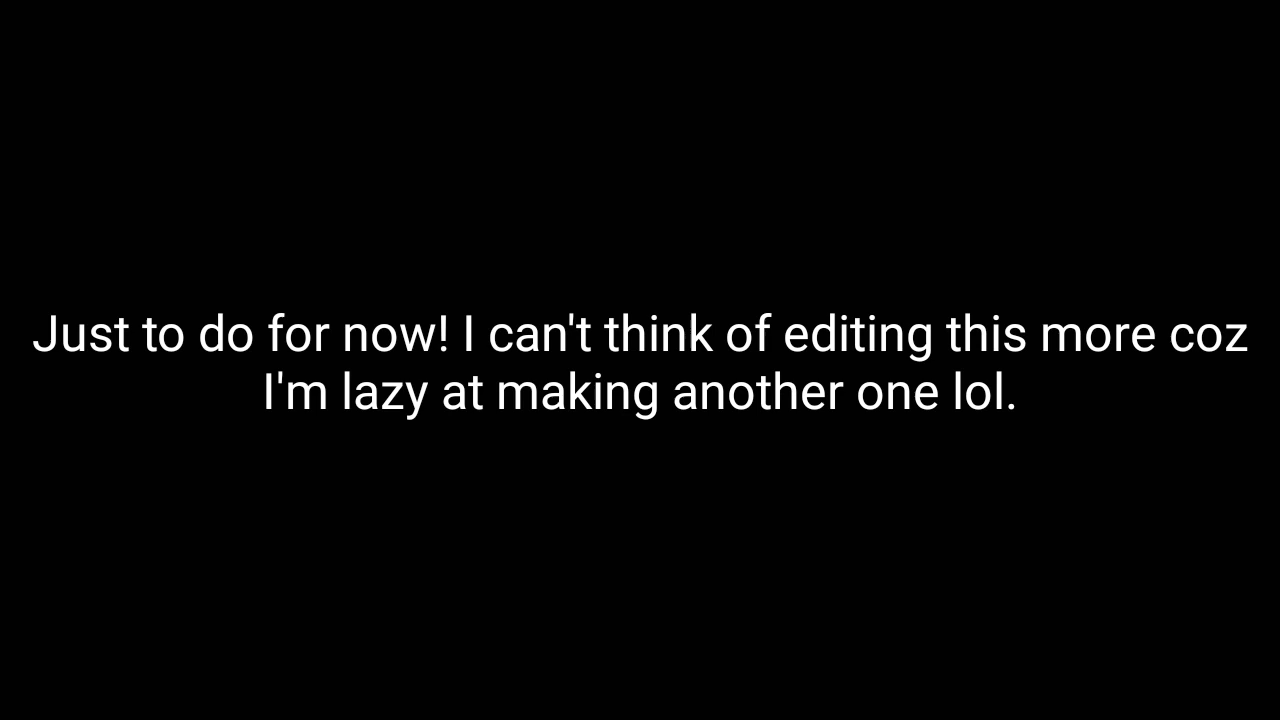 Just to do for now! I can't think of editing this more coz
I'm lazy at making another one lol.